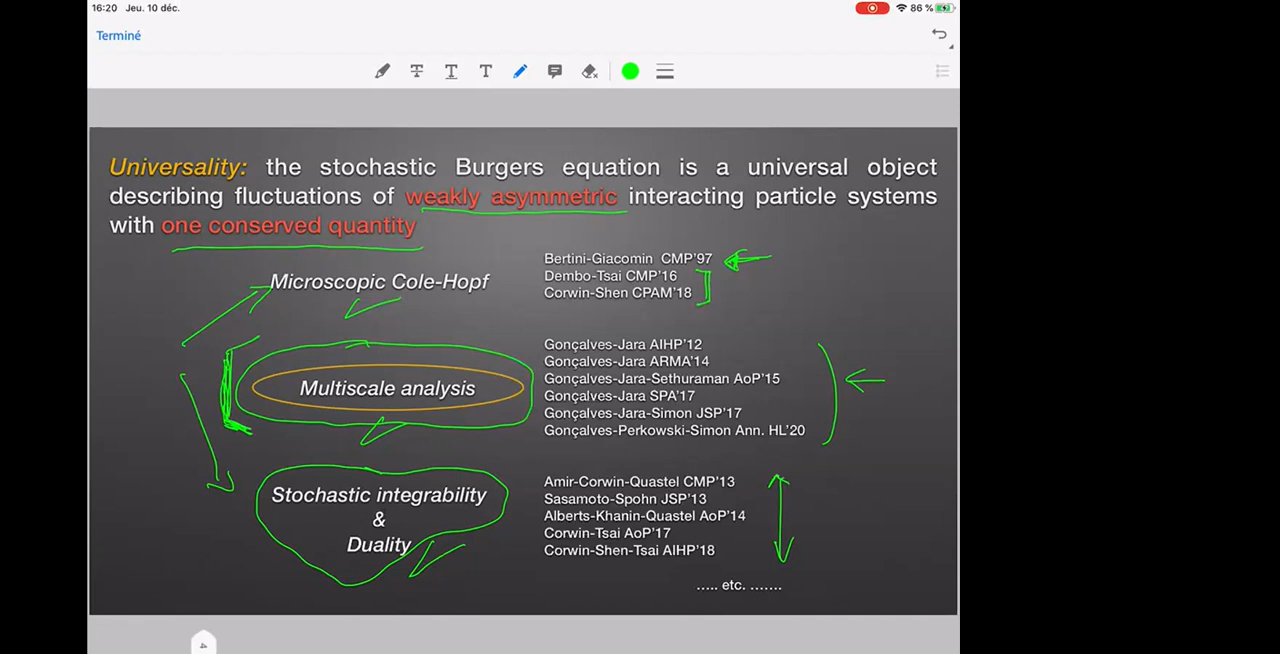 16:20 Jeu. 10 déc.
86 %
Terminé
T T T
Universality: the stochastic Burgers equation is a universal object
describing fluctuations of weakly asymmetric interacting particle systems
with one conserved quantity
Microscopic Cole-Hopf
Bertini-Giacomin CMP'97
Dembo-Tsai CMP'16
Corwin-Shen CPAM'18
Multiscale analysis
Gonçalves-Jara AIHP'12
Gonçalves-Jara ARMA'14
Gonçalves-Jara-Sethuraman AoP'15
Gonçalves-Jara SPA'17
Gonçalves-Jara-Simon JSP'17
Gonçalves-Perkowski-Simon Ann. HL'20
Stochastic integrability
&
Duality
Amir-Corwin-Quastel CMP'13
Sasamoto-Spohn JSP'13
Alberts-Khanin-Quastel AoP'14
Corwin-Tsai AoP'17
Corwin-Shen-Tsai AIHP'18
..... etc. .......